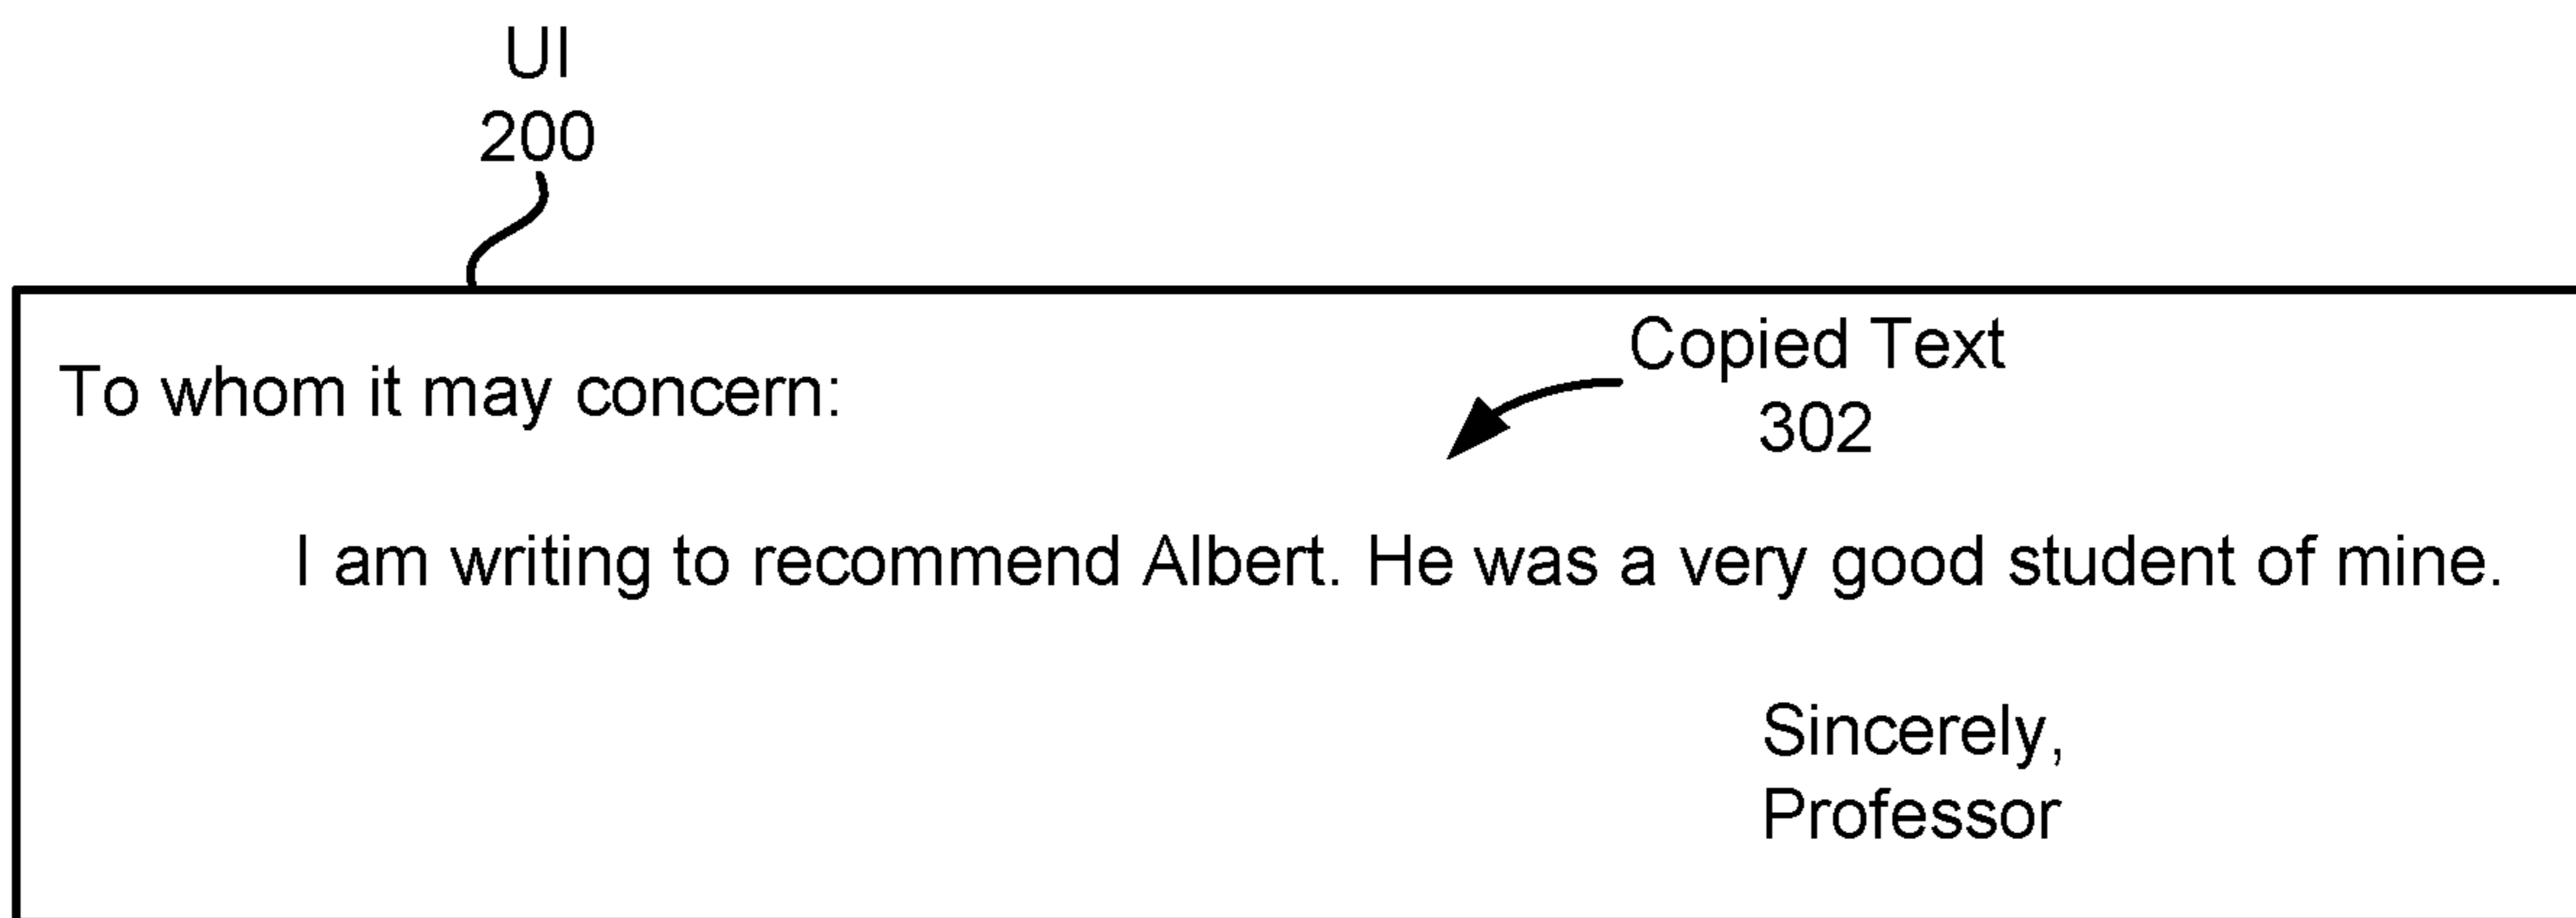 UI
200
Copied Text
302
To whom it may concern:
I am writing to recommend Albert. He was a very good student of mine.
Sincerely,
Professor